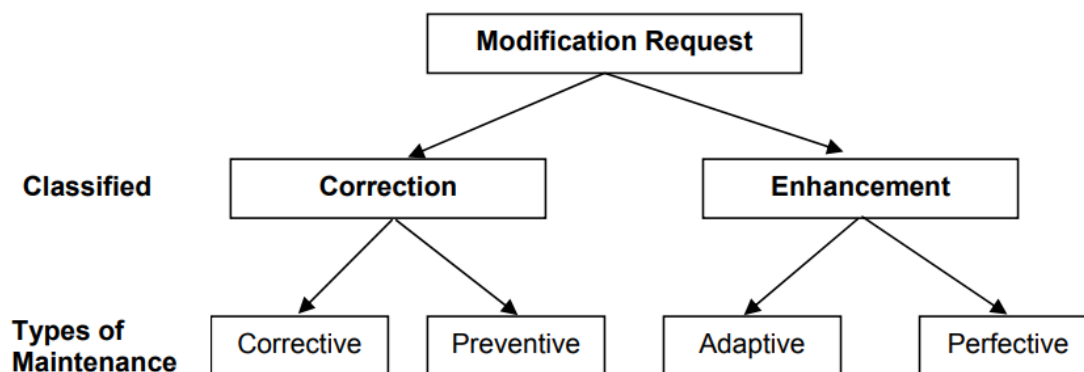 Modification Request
Classified
Correction
Enhancement
Types of
Maintenance
Corrective
Preventive
Adaptive
Perfective